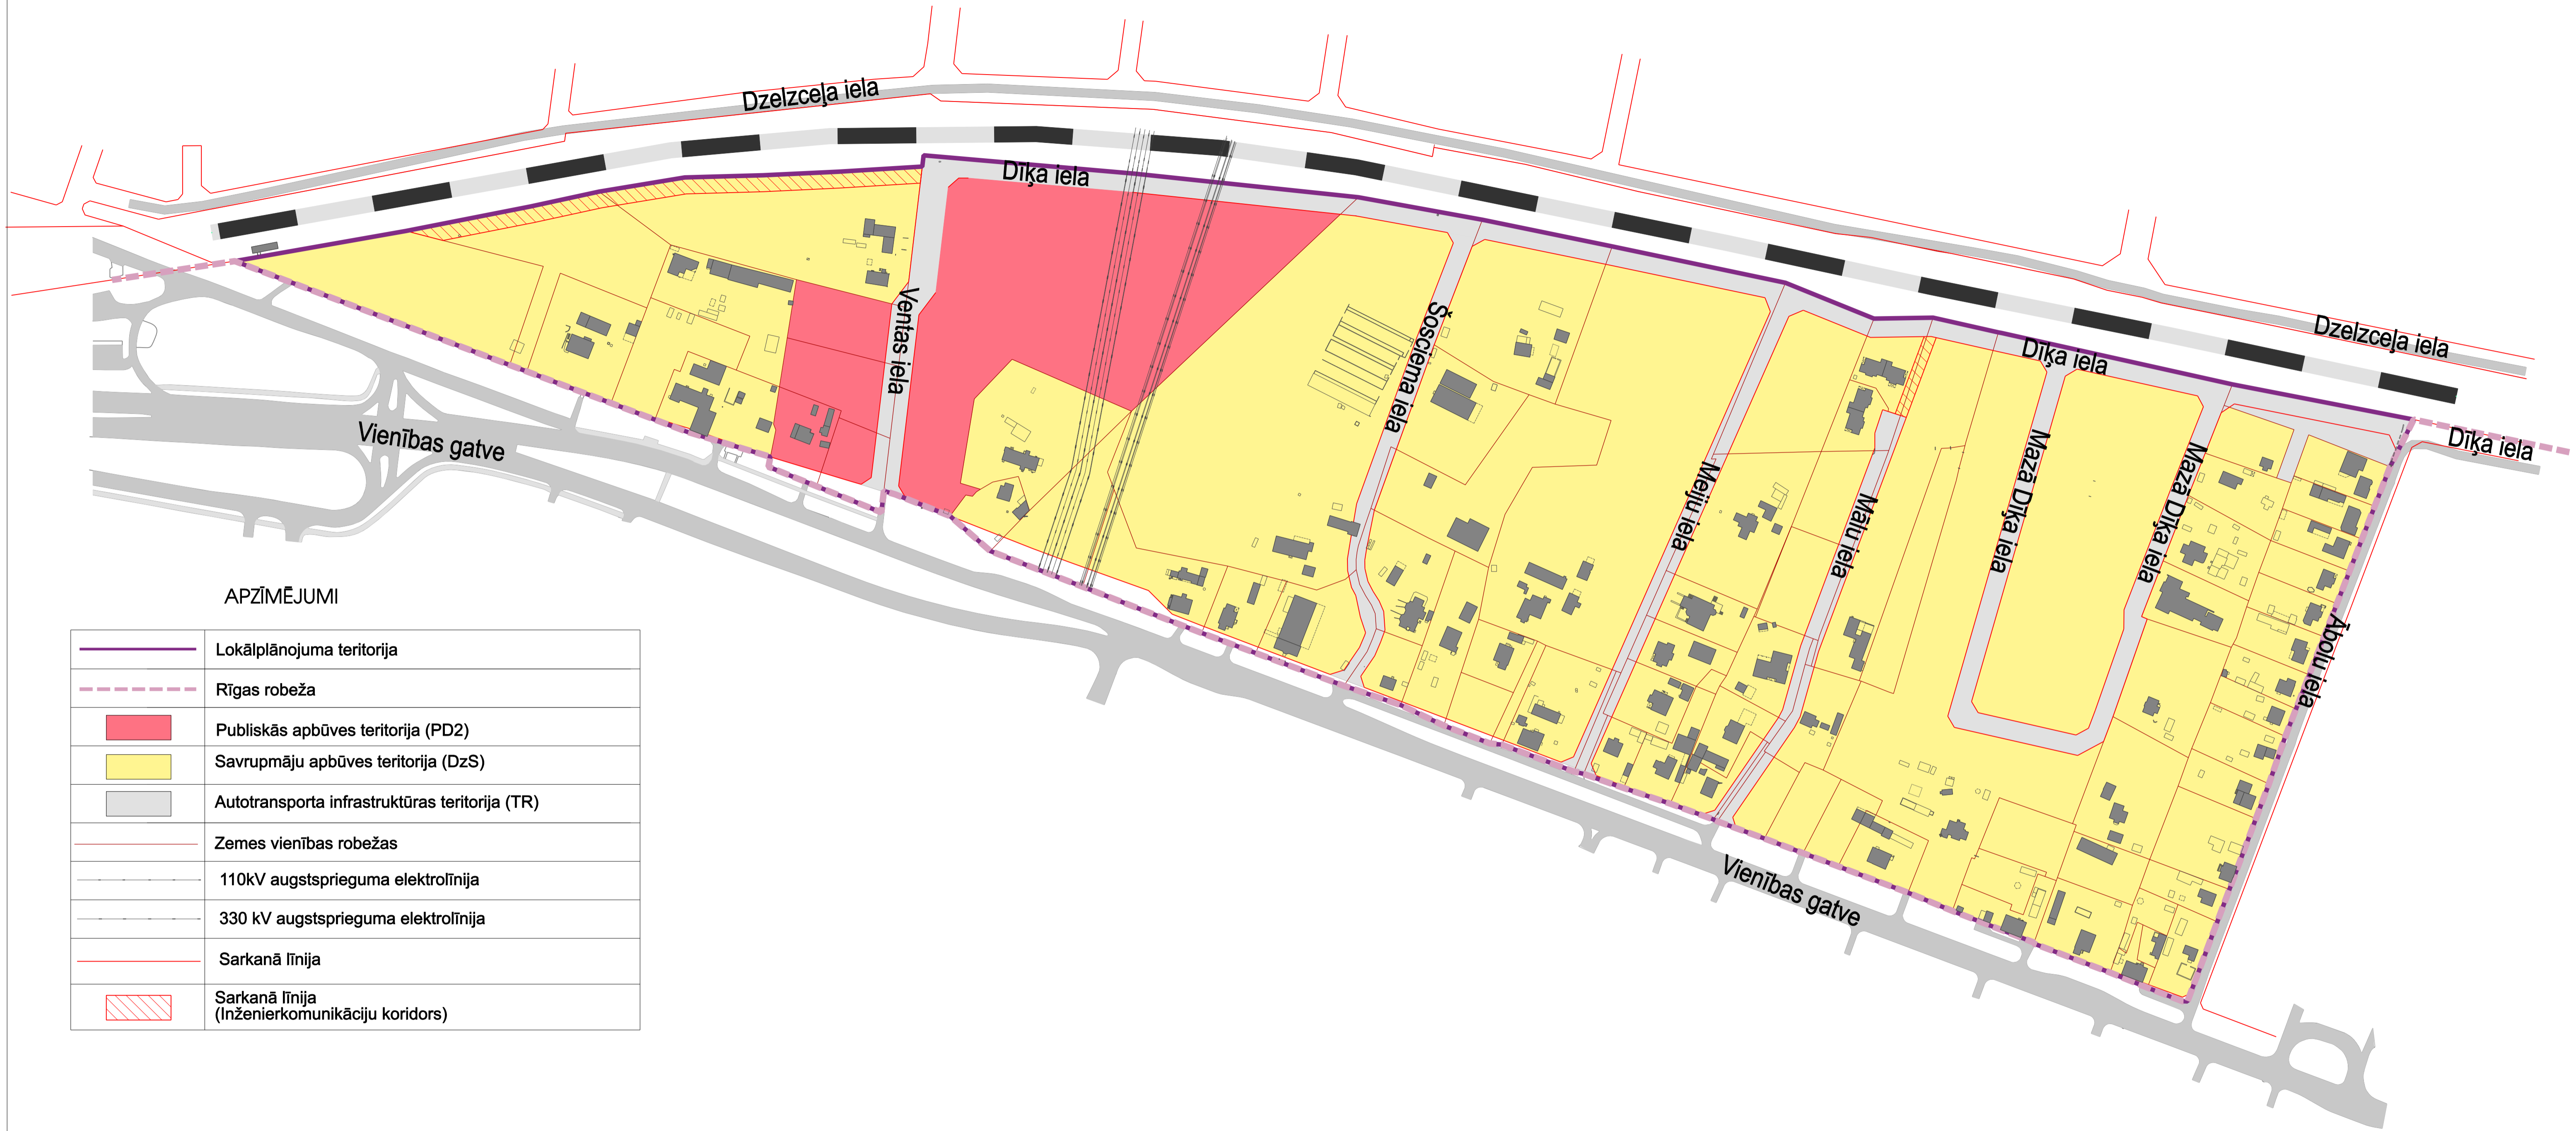 Dzelzceļa iela
Dīķa iela
Ventas iela
Šosciema iela
Dzelzceļa iela
Dīķa iela
Dīķa iela
Vienības gatve
Meiju iela
Mālu iela
Mazā Dīķa iela
Mazā Dīķa iela
Ābolu iela
Vienības gatve
APZĪMĒJUMI
Lokālplānojuma teritorija
Rīgas robeža
Publiskās apbūves teritorija (PD2)
Savrupmāju apbūves teritorija (DzS)
Autotransporta infrastruktūras teritorija (TR)
Zemes vienības robežas
110kV augstsprieguma elektrolīnija
330 kV augstsprieguma elektrolīnija
Sarkanā līnija
Sarkanā līnija
(Inženierkomunikāciju koridors)